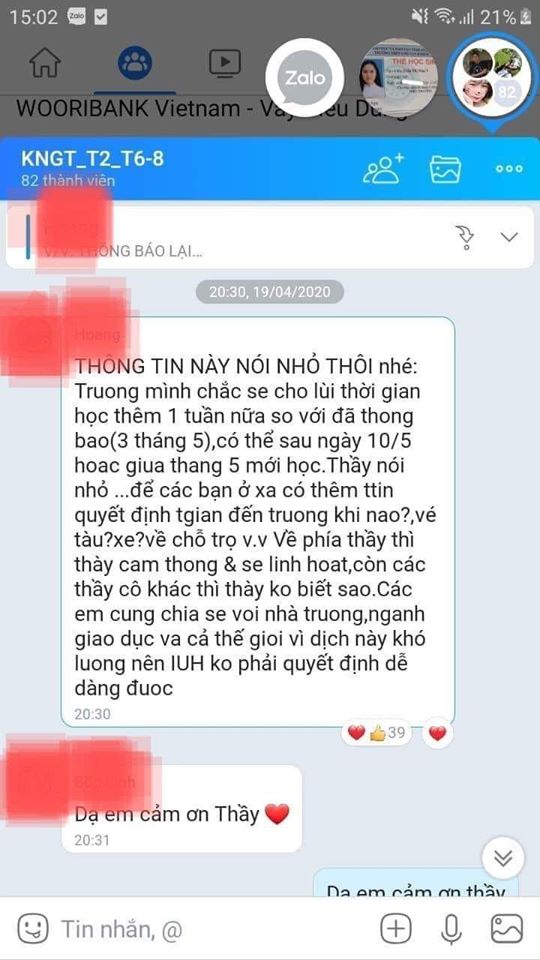 15:02 Zalo 21%
Zalo
THẺ HỌC SINH
82
WOORIBANK Vietnam - Vay Tiêu Dùng
KNGT_T2_T6-8
82 thành viên
V/v: THÔNG BÁO LẠI...
20:30, 19/04/2020
Hoang
THÔNG TIN NÀY NÓI NHỎ THÔI nhé:
Truong mình chắc se cho lùi thời gian
học thêm 1 tuần nữa so với đã thong
bao(3 tháng 5),có thể sau ngày 10/5
hoac giua thang 5 mới học.Thầy nói
nhỏ ...để các bạn ở xa có thêm ttin
quyết định tgian đến truong khi nao?,vé
tàu?xe?về chỗ trọ v.v Về phía thầy thì
thày cam thong & se linh hoat,còn các
thầy cô khác thì thày ko biết sao.Các
em cung chia se voi nhà truong,nganh
giao dục va cả thế gioi vì dịch này khó
luong nên IUH ko phải quyết định dễ
dàng đuoc
20:30
39
Dạ em cảm ơn Thầy
20:31
Dạ em cảm ơn thầy
Tin nhắn, @